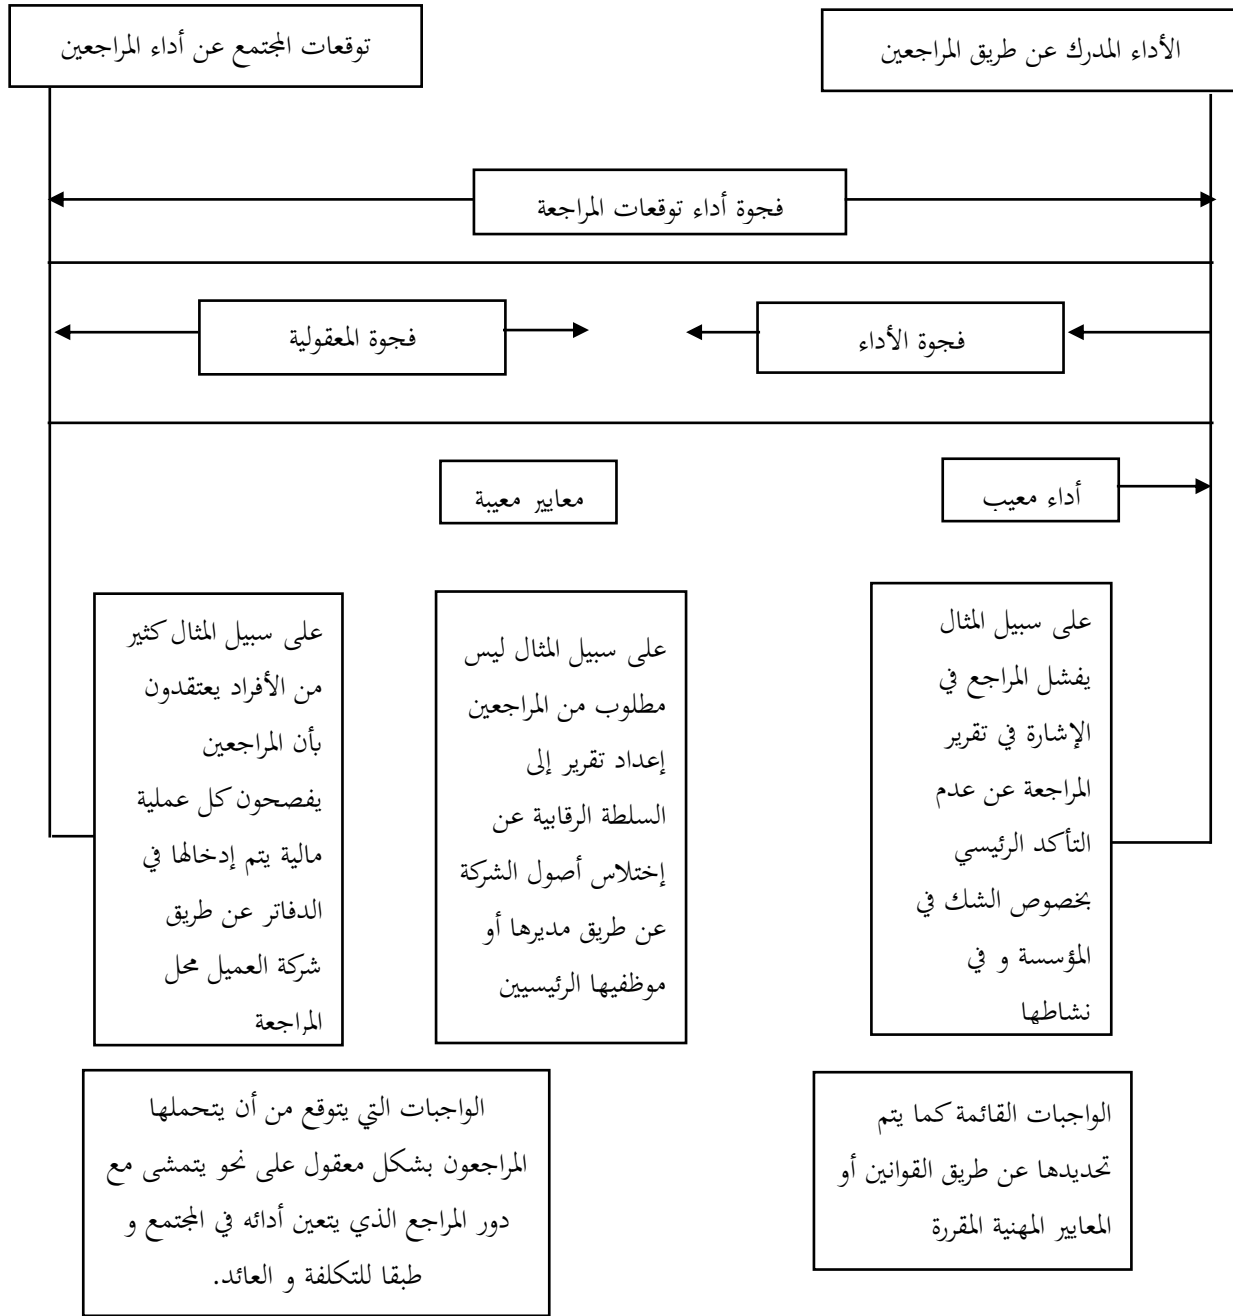 الأداء المدرك عن طريق المراجعين
توقعات المجتمع عن أداء المراجعين
فجوة أداء توقعات المراجعة
فجوة الأداء
فجوة المعقولية
أداء معيب
معايير معيبة
على سبيل المثال
يفشل المراجع في
الإشارة في تقرير
المراجعة عن عدم
التأكد الرئيسي
بخصوص الشك في
المؤسسة و في
نشاطها
على سبيل المثال ليس
مطلوب من المراجعين
إعداد تقرير إلى
السلطة الرقابية عن
إختلاس أصول الشركة
عن طريق مديرها أو
موظفيها الرئيسيين
على سبيل المثال كثير
من الأفراد يعتقدون
بأن المراجعين
يفصحون كل عملية
مالية يتم إدخالها في
الدفاتر عن طريق
شركة العميل محل
المراجعة
الواجبات القائمة كما يتم
تحديدها عن طريق القوانين أو
المعايير المهنية المقررة
الواجبات التي يتوقع من أن يتحملها
المراجعون بشكل معقول على نحو يتمشى مع
دور المراجع الذي يتعين أدائه في المجتمع و
طبقا للتكلفة و العائد.